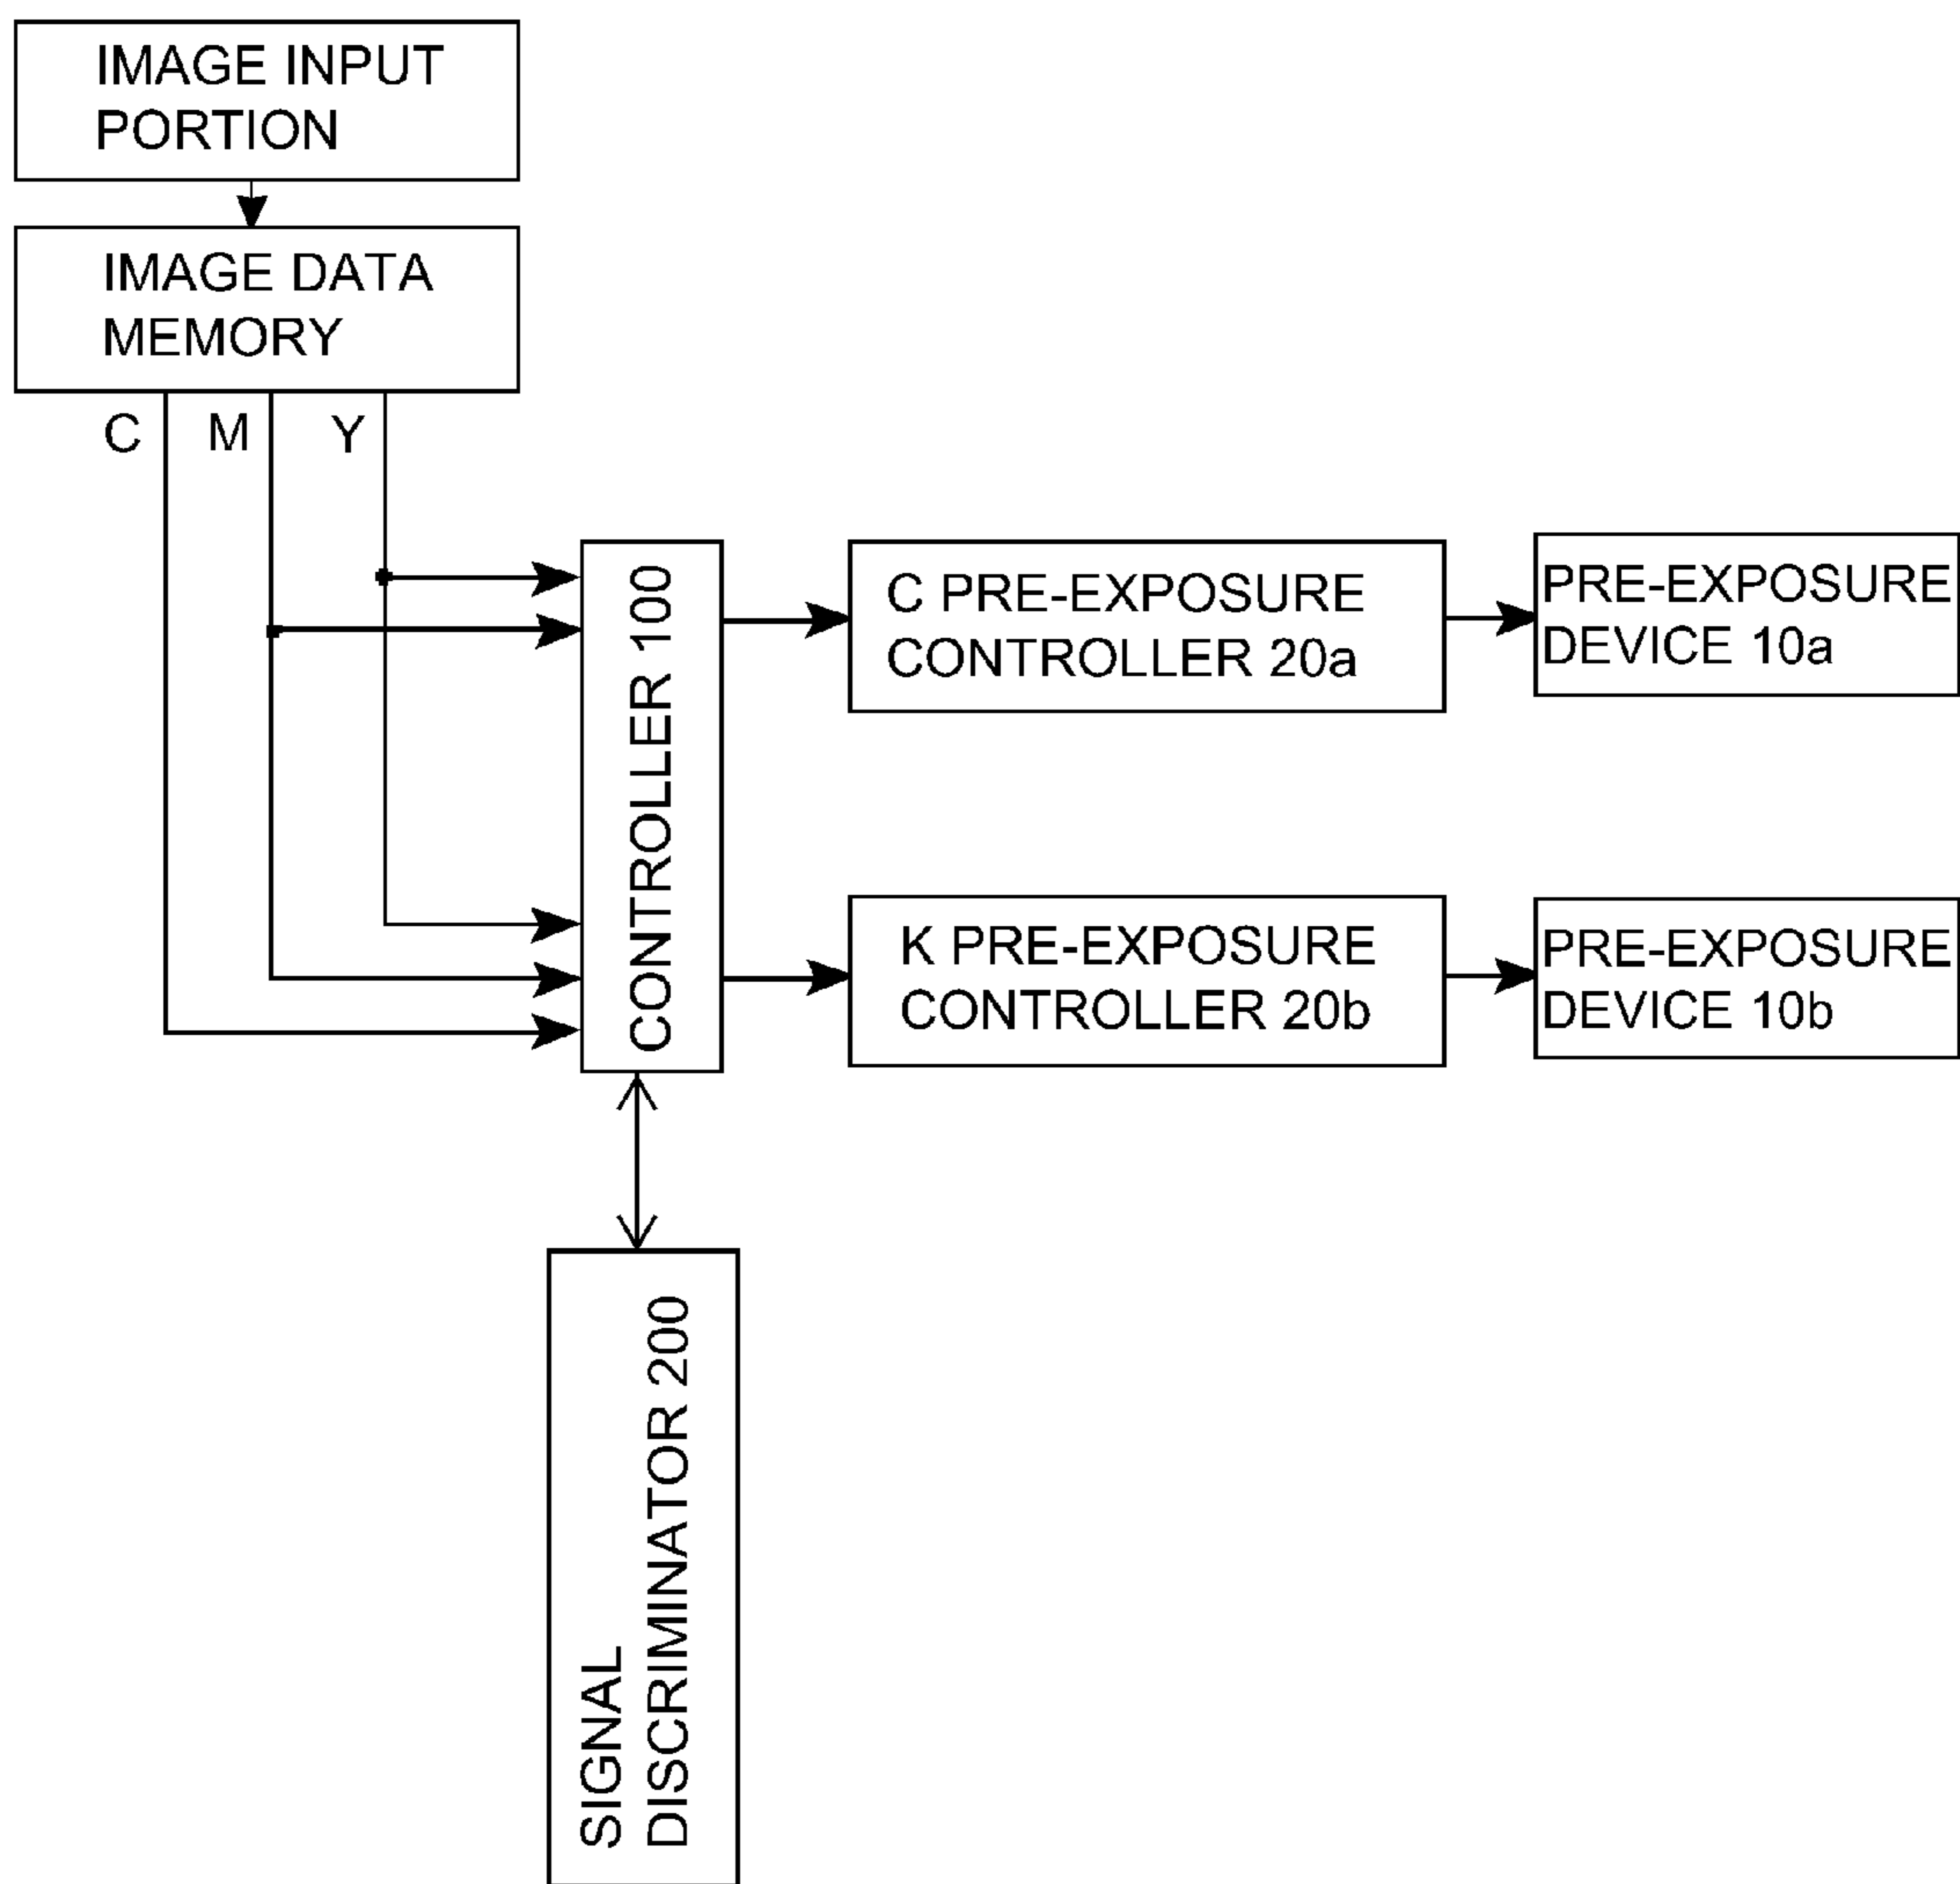 IMAGE INPUT
PORTION
IMAGE DATA
MEMORY
C
M
Y
CONTROLLER 100
C PRE-EXPOSURE
CONTROLLER 20a
PRE-EXPOSURE
DEVICE 10a
K PRE-EXPOSURE
CONTROLLER 20b
PRE-EXPOSURE
DEVICE 10b
SIGNAL
DISCRIMINATOR 200